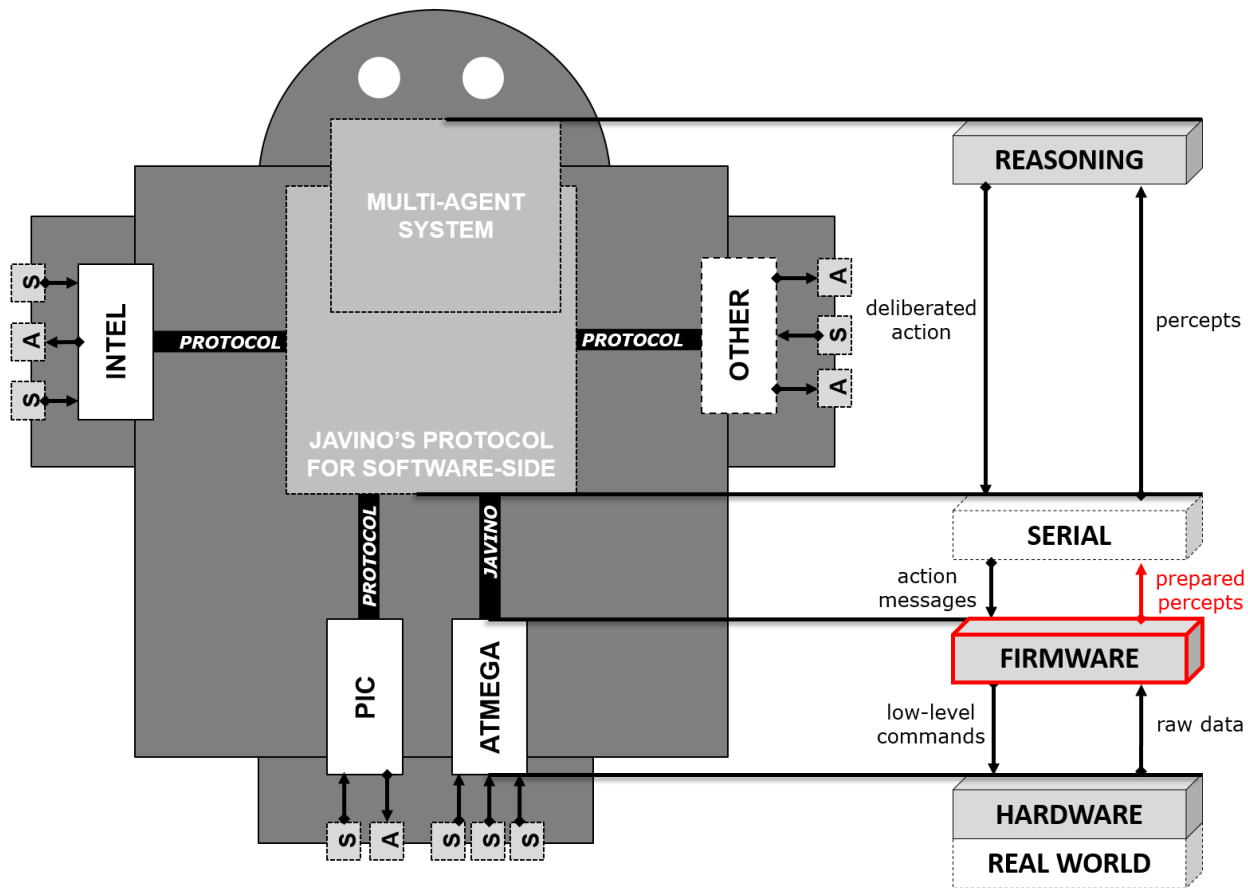 REASONING
MULTI-AGENT
SYSTEM
S
A
S
INTEL
PROTOCOL
PROTOCOL
OTHER
A
S
A
deliberated
action
percepts
JAVINO'S PROTOCOL
FOR SOFTWARE-SIDE
PROTOCOL
JAVINO
SERIAL
action
messages
prepared
percepts
FIRMWARE
PIC
ATMEGA
low-level
commands
raw data
S
A
S
S
S
HARDWARE
REAL WORLD